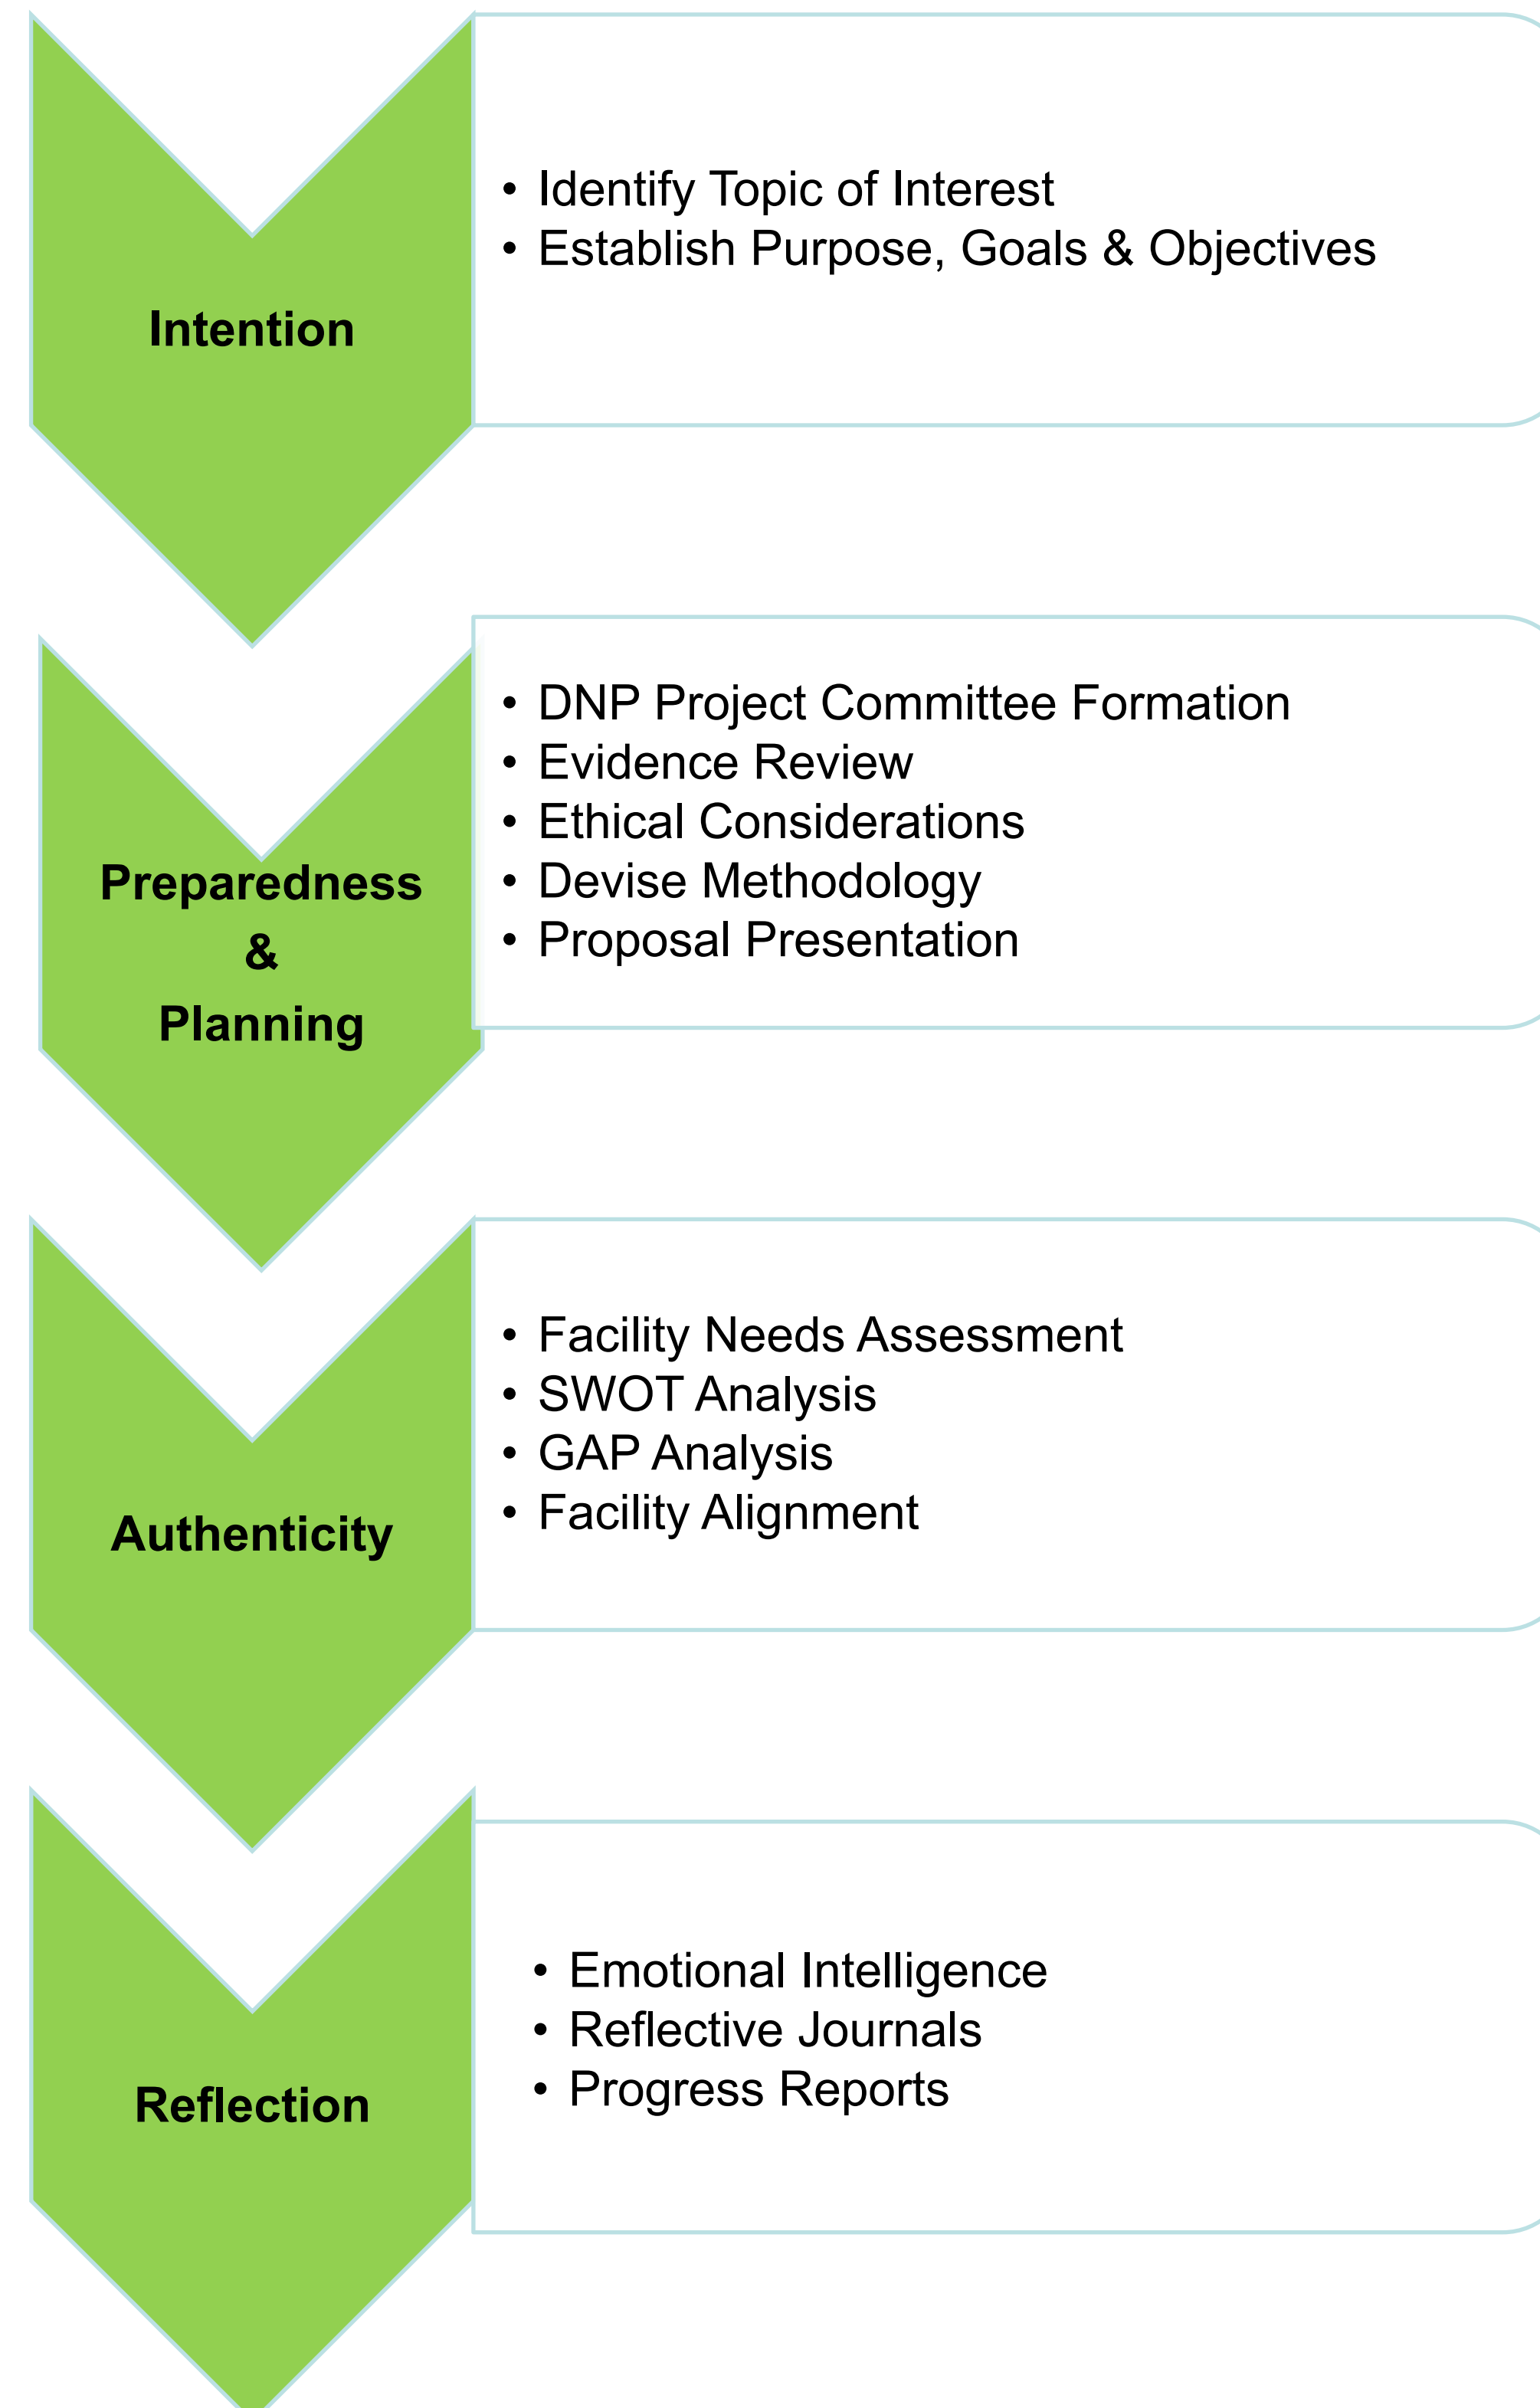 Intention
• Identify Topic of Interest
• Establish Purpose, Goals & Objectives
Preparedness
&
Planning
• DNP Project Committee Formation
• Evidence Review
• Ethical Considerations
• Devise Methodology
• Proposal Presentation
Authenticity
• Facility Needs Assessment
• SWOT Analysis
• GAP Analysis
• Facility Alignment
Reflection
• Emotional Intelligence
• Reflective Journals
• Progress Reports